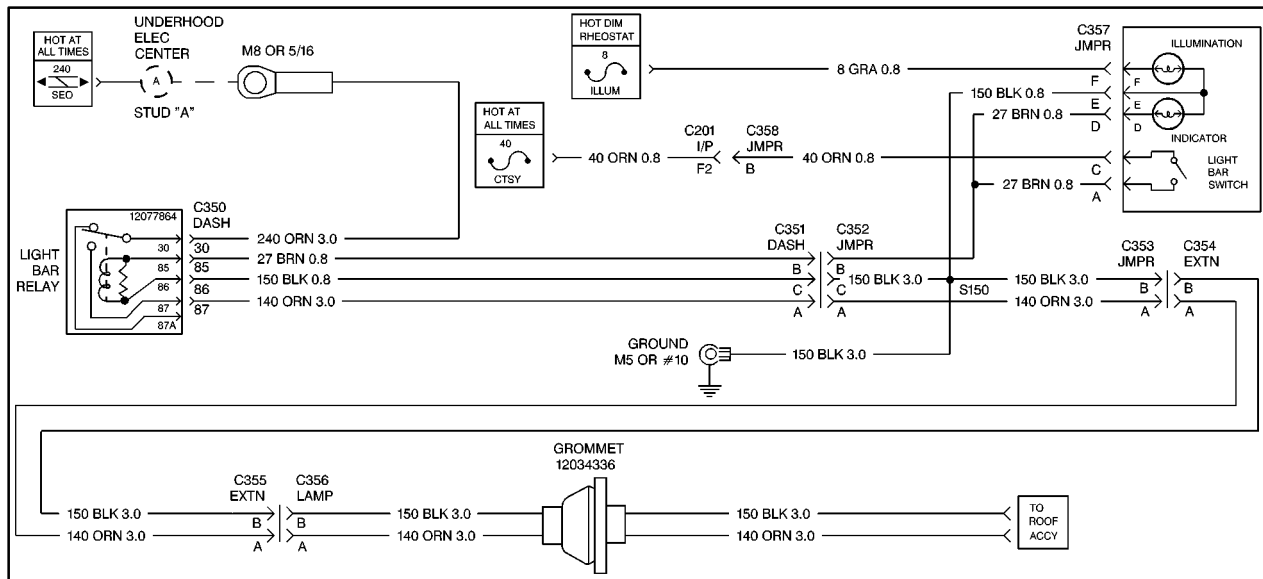 HOT AT
ALL TIMES
240
SEO
UNDERHOOD
ELEC
CENTER
A
STUD "A"
M8 OR 5/16
HOT DIM
RHEOSTAT
8
ILLUM
8 GRA 0.8
C357
JMPR
F
E
D
C
A
150 BLK 0.8
27 BRN 0.8
ILLUMINATION
F
E
D
INDICATOR
LIGHT
BAR
SWITCH
HOT AT
ALL TIMES
40
CTSY
40 ORN 0.8
C201
I/P
F2
C358
JMPR
B
40 ORN 0.8
27 BRN 0.8
LIGHT
BAR
RELAY
12077864
30
85
86
87
87A
C350
DASH
30
85
86
87
240 ORN 3.0
27 BRN 0.8
150 BLK 0.8
140 ORN 3.0
C351
DASH
B
C
A
C352
JMPR
B
C
A
150 BLK 3.0
S150
150 BLK 3.0
140 ORN 3.0
C353
JMPR
B
A
C354
EXTN
B
A
GROUND
M5 OR #10
150 BLK 3.0
C355
EXTN
150 BLK 3.0
B
140 ORN 3.0
A
C356
LAMP
B
A
150 BLK 3.0
140 ORN 3.0
GROMMET
12034336
150 BLK 3.0
140 ORN 3.0
TO
ROOF
ACCY